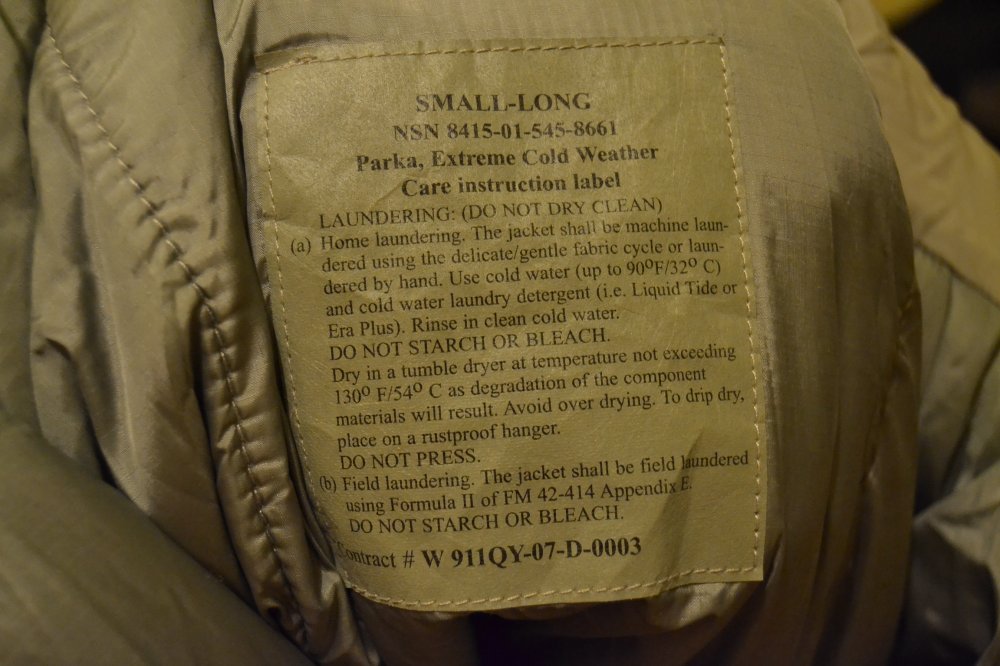 SMALL-LONG
NSN 8415-01-545-8661
Parka, Extreme Cold Weather
Care instruction label
LAUNDERING: (DO NOT DRY CLEAN)
(a) Home laundering. The jacket shall be machine laun-
dered using the delicate/gentle fabric cycle or laun-
dered by hand. Use cold water (up to 90⁰F/32⁰ C)
and cold water laundry detergent (i.e. Liquid Tide or
Era Plus). Rinse in clean cold water.
DO NOT STARCH OR BLEACH.
Dry in a tumble dryer at temperature not exceeding
130⁰ F/54⁰ C as degradation of the component
materials will result. Avoid over drying. To drip dry,
place on a rustproof hanger.
DO NOT PRESS.
(b) Field laundering. The jacket shall be field laundered
using Formula II of FM 42-414 Appendix E.
DO NOT STARCH OR BLEACH.
Contract # W 911QY-07-D-0003